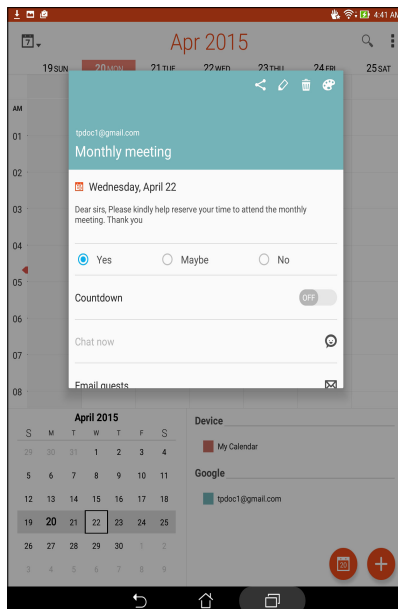 4:41 AM
7
Apr 2015
19 SUN 20 MON 21 TUE 22 WED 23 THU 24 FRI 25 SAT
AM
01
02
03
04
05
06
07
08
tpdoc1@gmail.com
Monthly meeting
20 Wednesday, April 22
Dear sirs, Please kindly help reserve your time to attend the monthly
meeting. Thank you
Yes Maybe No
Countdown OFF
Chat now
Email guests
April 2015
S M T W T F S
29 30 31 1 2 3 4
5 6 7 8 9 10 11
12 13 14 15 16 17 18
19 20 21 22 23 24 25
26 27 28 29 30 1 2
3 4 5 6 7 8 9
Device
My Calendar
Google
tpdoc1@gmail.com
20